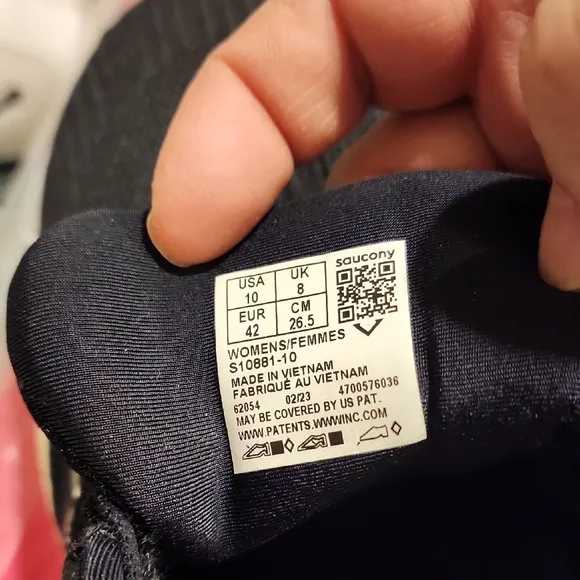 saucony
USA 10 UK 8
EUR 42 CM 26.5
WOMENS/FEMMES
S10881-10
MADE IN VIETNAM
FABRIQUÉ AU VIETNAM
62054 02/23 4700576036
MAY BE COVERED BY US PAT.
WWW.PATENTS.WWWINC.COM